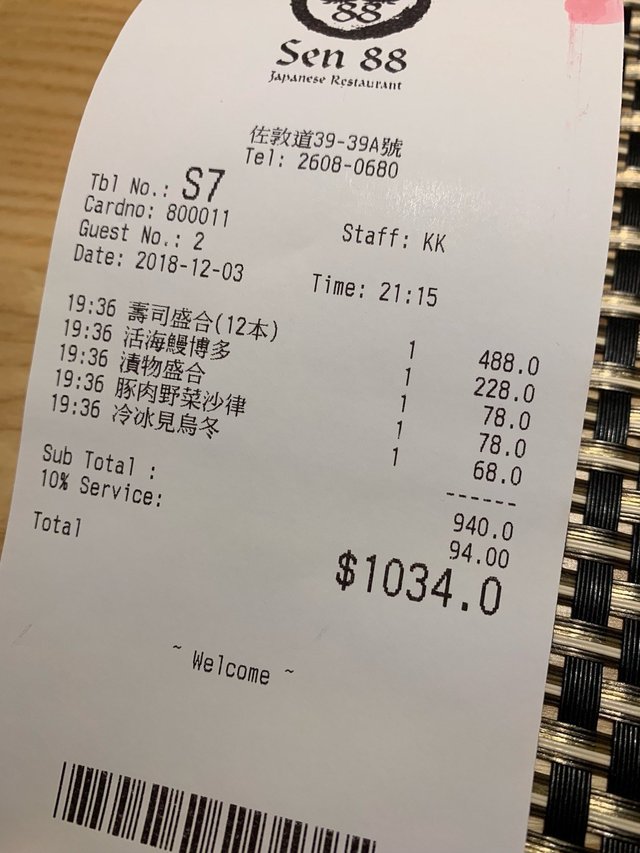 88
Sen 88
Japanese Restaurant
佐敦道39-39A號
Tel: 2608-0680
Tbl No.: S7
Cardno: 800011
Guest No.: 2 Staff: KK
Date: 2018-12-03 Time: 21:15
19:36 壽司盛合(12本) 1 488.0
19:36 活海鰻博多 1 228.0
19:36 漬物盛合 1 78.0
19:36 豚肉野菜沙律 1 78.0
19:36 冷冰見烏冬 1 68.0
------
Sub Total : 940.0
10% Service: 94.00
Total $1034.0
~ Welcome ~